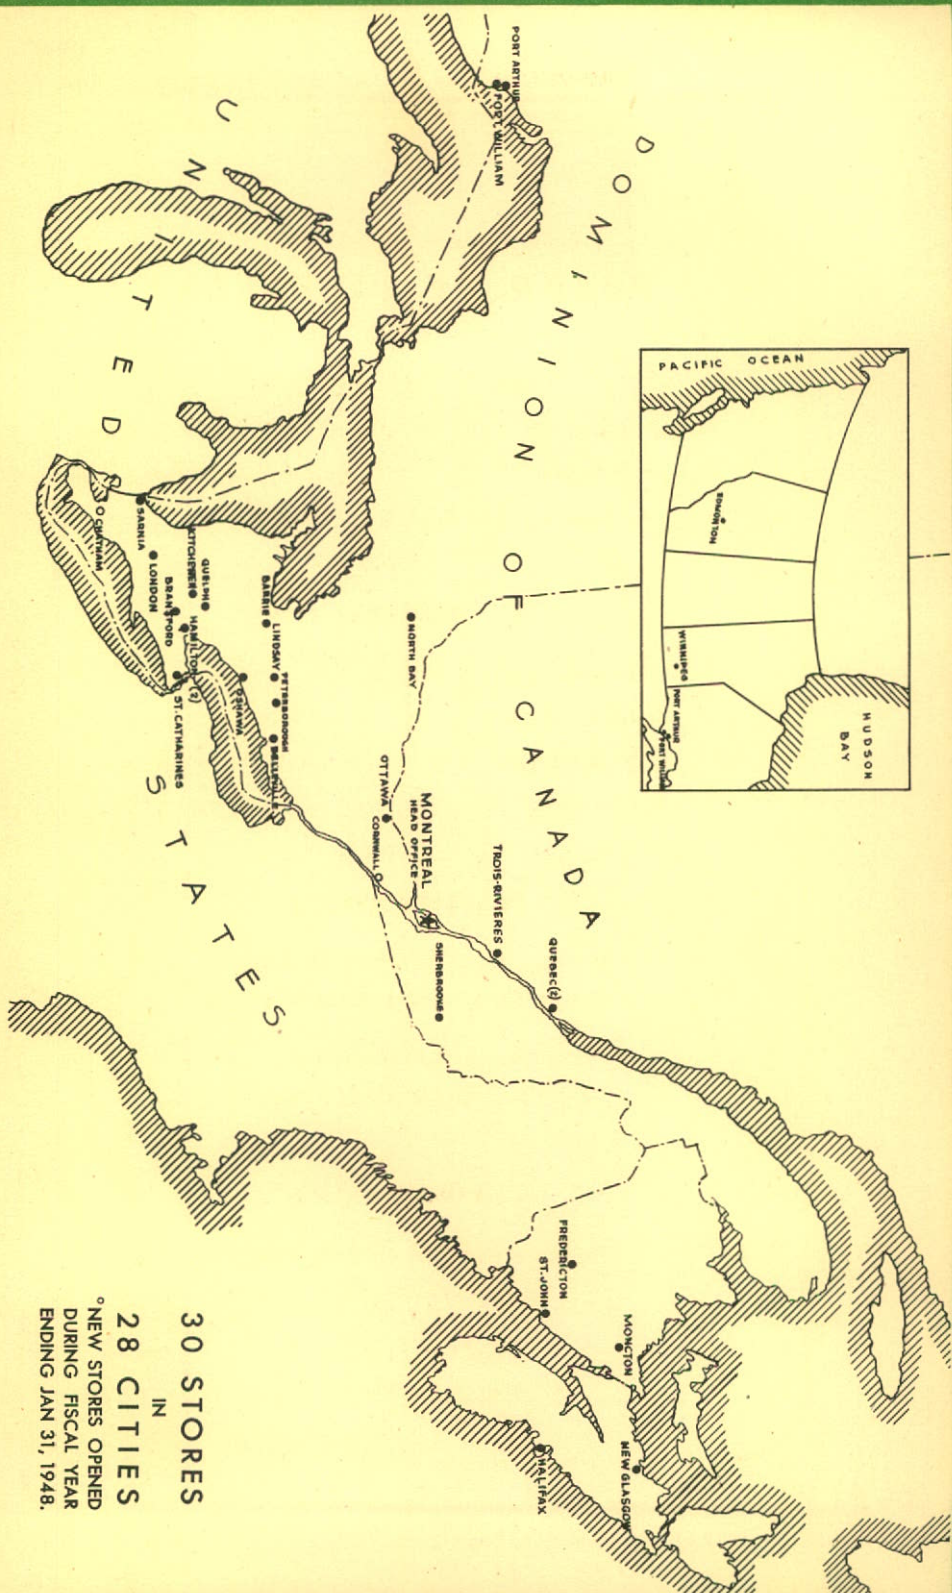 DOMINION OF CANADA
UNITED STATES
PACIFIC OCEAN
HUDSON
BAY
EDMONTON
WINNIPEG
PORT ARTHUR
FORT WILLIAM
PORT ARTHUR
FORT WILLIAM
NORTH BAY
OTTAWA
CORNWALL
MONTREAL
HEAD OFFICE
TROIS-RIVIERES
QUEBEC(2)
SHERBROOKE
BARRIE
LINDSAY
PETERBOROUGH
BELLEVILLE
OSHAWA
GUELPH
KITCHENER
HAMILTON (2)
BRANTFORD
ST. CATHARINES
LONDON
SARNIA
CHATHAM
FREDERICTON
ST. JOHN
MONCTON
NEW GLASGOW
HALIFAX
30 STORES
IN
28 CITIES
°NEW STORES OPENED
DURING FISCAL YEAR
ENDING JAN 31, 1948.